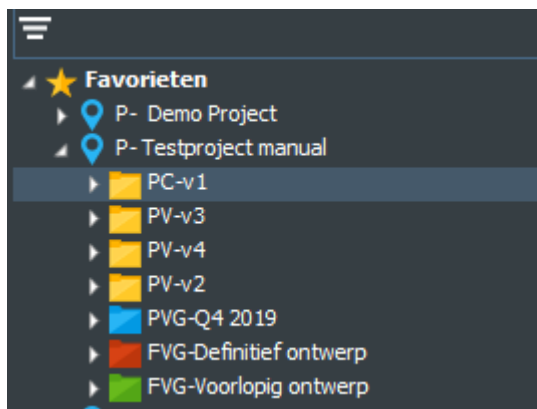 Favorieten
P- Demo Project
P- Testproject manual
PC-v1
PV-v3
PV-v4
PV-v2
PVG-Q4 2019
FVG-Definitief ontwerp
FVG-Voorlopig ontwerp